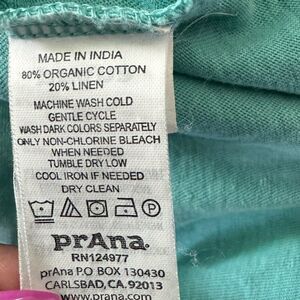 MADE IN INDIA
80% ORGANIC COTTON
20% LINEN
MACHINE WASH COLD
GENTLE CYCLE
WASH DARK COLORS SEPARATELY
ONLY NON-CHLORINE BLEACH
WHEN NEEDED
TUMBLE DRY LOW
COOL IRON IF NEEDED
DRY CLEAN
P
prAna.
RN124977
prAna P.O BOX 130430
CARLSBAD, CA. 92013
www.prana.com